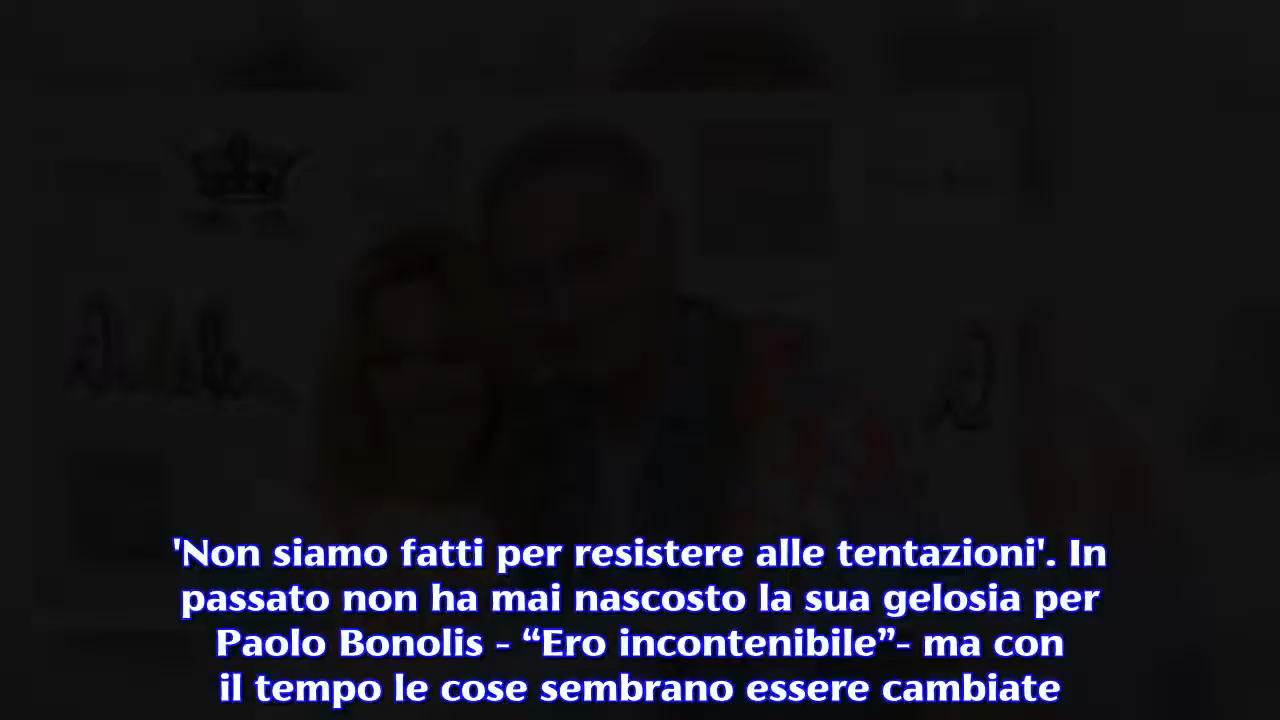 'Non siamo fatti per resistere alle tentazioni'. In
passato non ha mai nascosto la sua gelosia per
Paolo Bonolis - “Ero incontenibile”- ma con
il tempo le cose sembrano essere cambiate